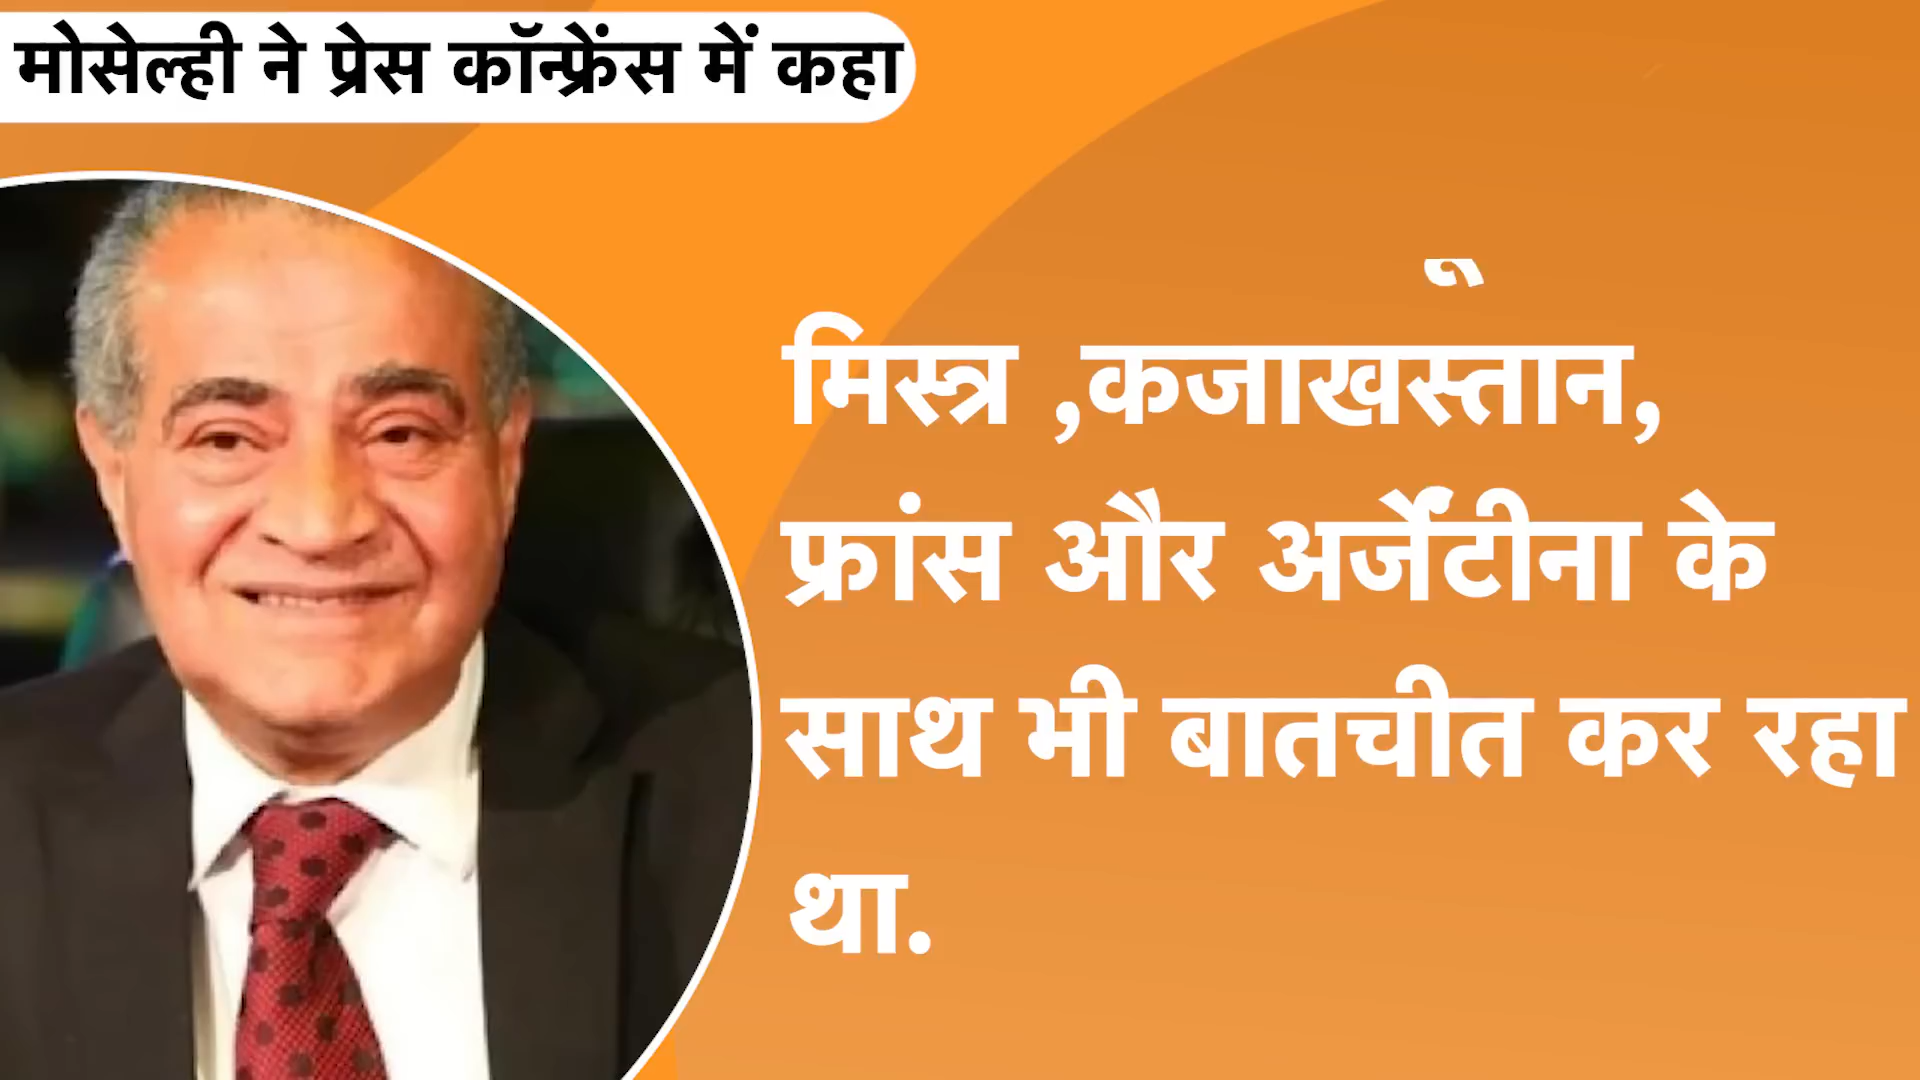 मोसेल्ही ने प्रेस कॉन्फ्रेंस में कहा
मिस्त्र ,कजाखस्तान,
फ्रांस और अर्जेंटीना के
साथ भी बातचीत कर रहा
था.